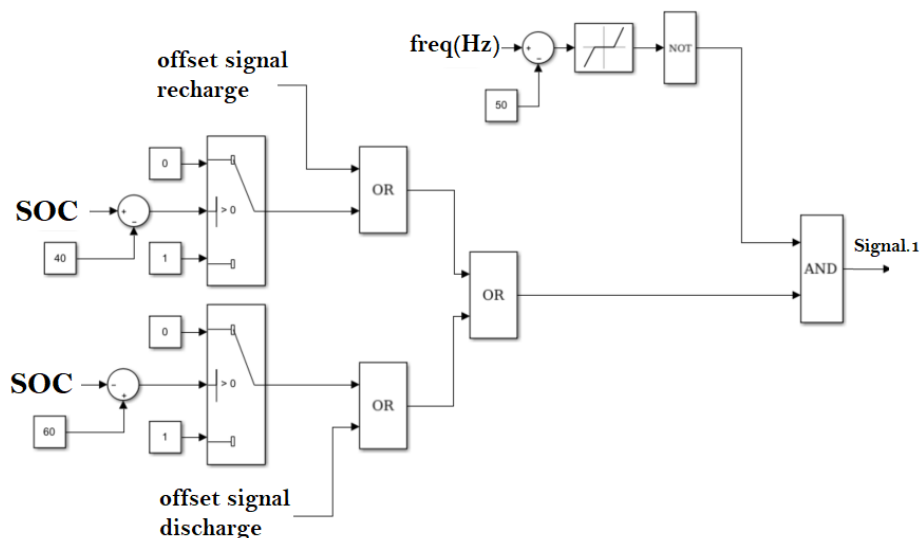 freq(Hz)
+
−
NOT
50
offset signal
recharge
0
OR
SOC
+
−
> 0
40
1
Signal.1
AND
OR
0
SOC
−
+
> 0
OR
60
1
offset signal
discharge